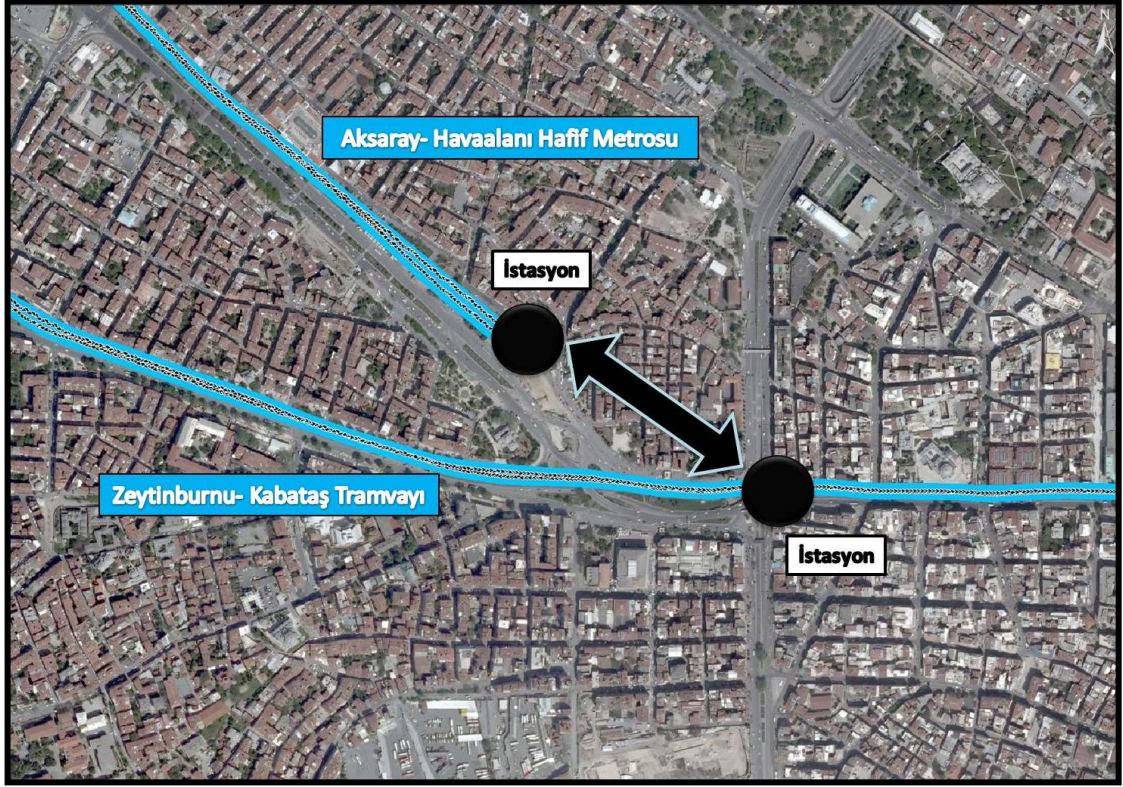 Aksaray- Havaalanı Hafif Metrosu
İstasyon
Zeytinburnu- Kabataş Tramvayı
İstasyon